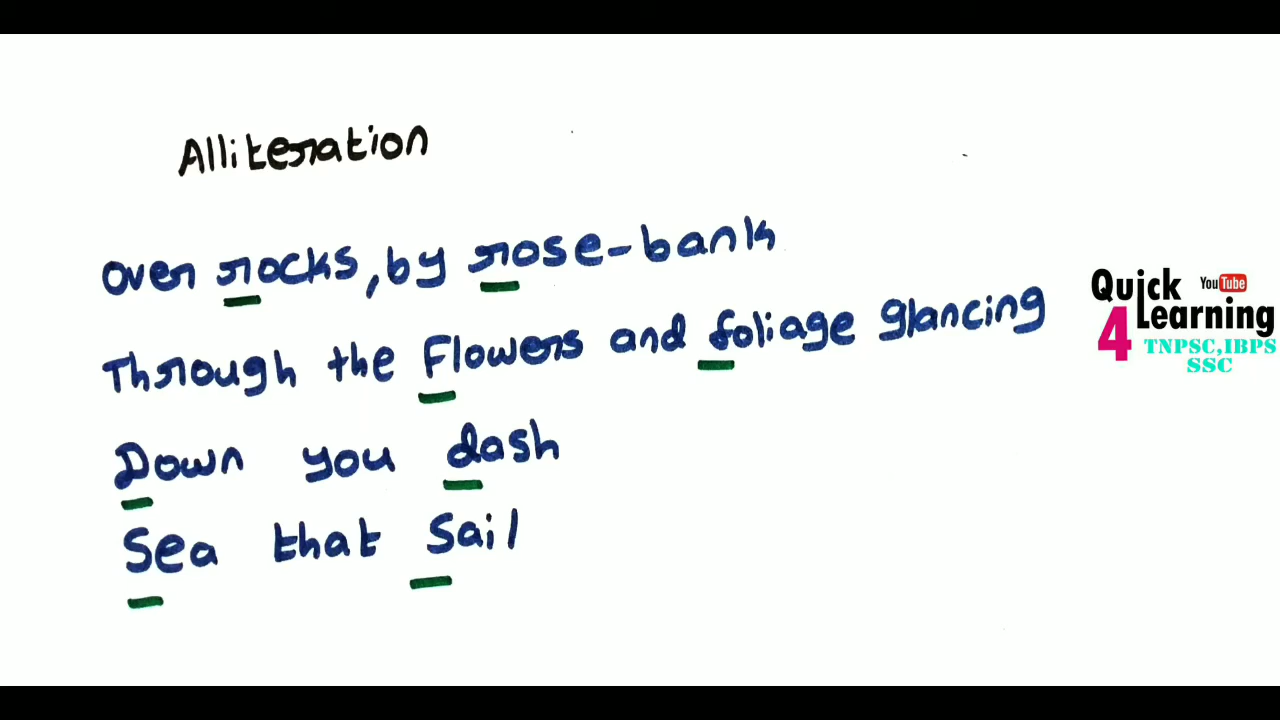 Alliteration
over rocks, by rose-bank
Through the Flowers and foliage glancing
Down you dash
Sea that Sail
Quick YouTube
4 Learning
TNPSC,IBPS
SSC